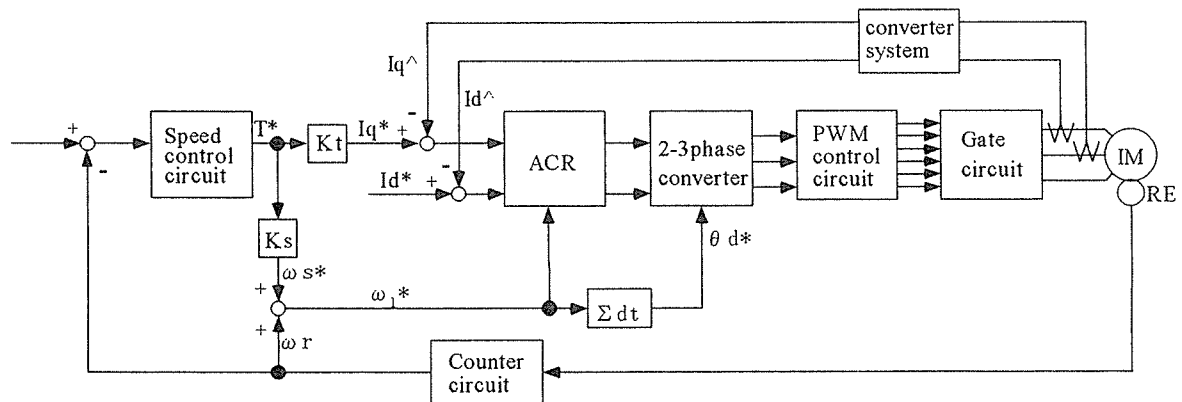 converter
system
Iq^
Id^
-
+
Speed
control
circuit
T*
Kt
Iq*
+
-
ACR
2-3phase
converter
PWM
control
circuit
Gate
circuit
IM
-
Id*
+
RE
Ks
θd*
ωs*
+
ω1*
Σdt
+
ωr
Counter
circuit